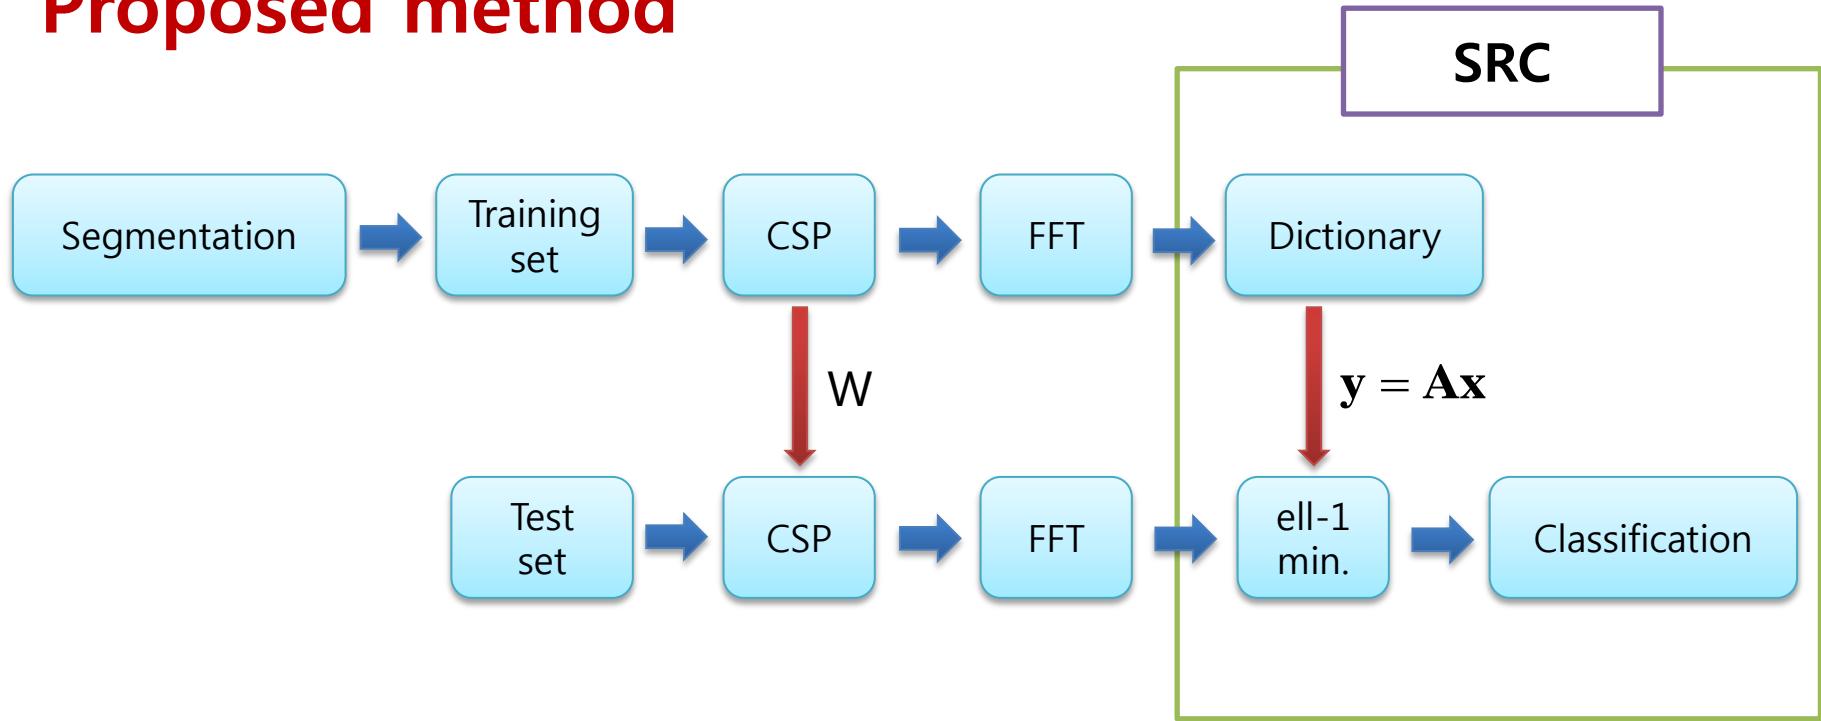 Proposed method
SRC
Segmentation
Training
set
CSP
FFT
Dictionary
W
y = Ax
Test
set
CSP
FFT
ell-1
min.
Classification